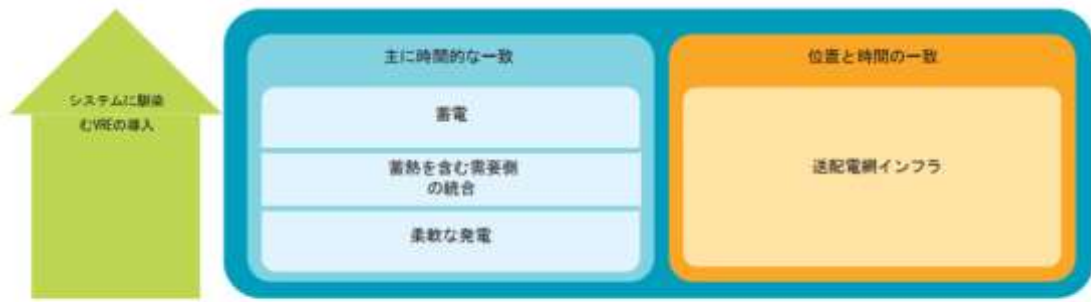 システムに馴染
むVREの導入
主に時間的な一致
蓄電
蓄熱を含む需要側
の統合
柔軟な発電
位置と時間の一致
送配電網インフラ